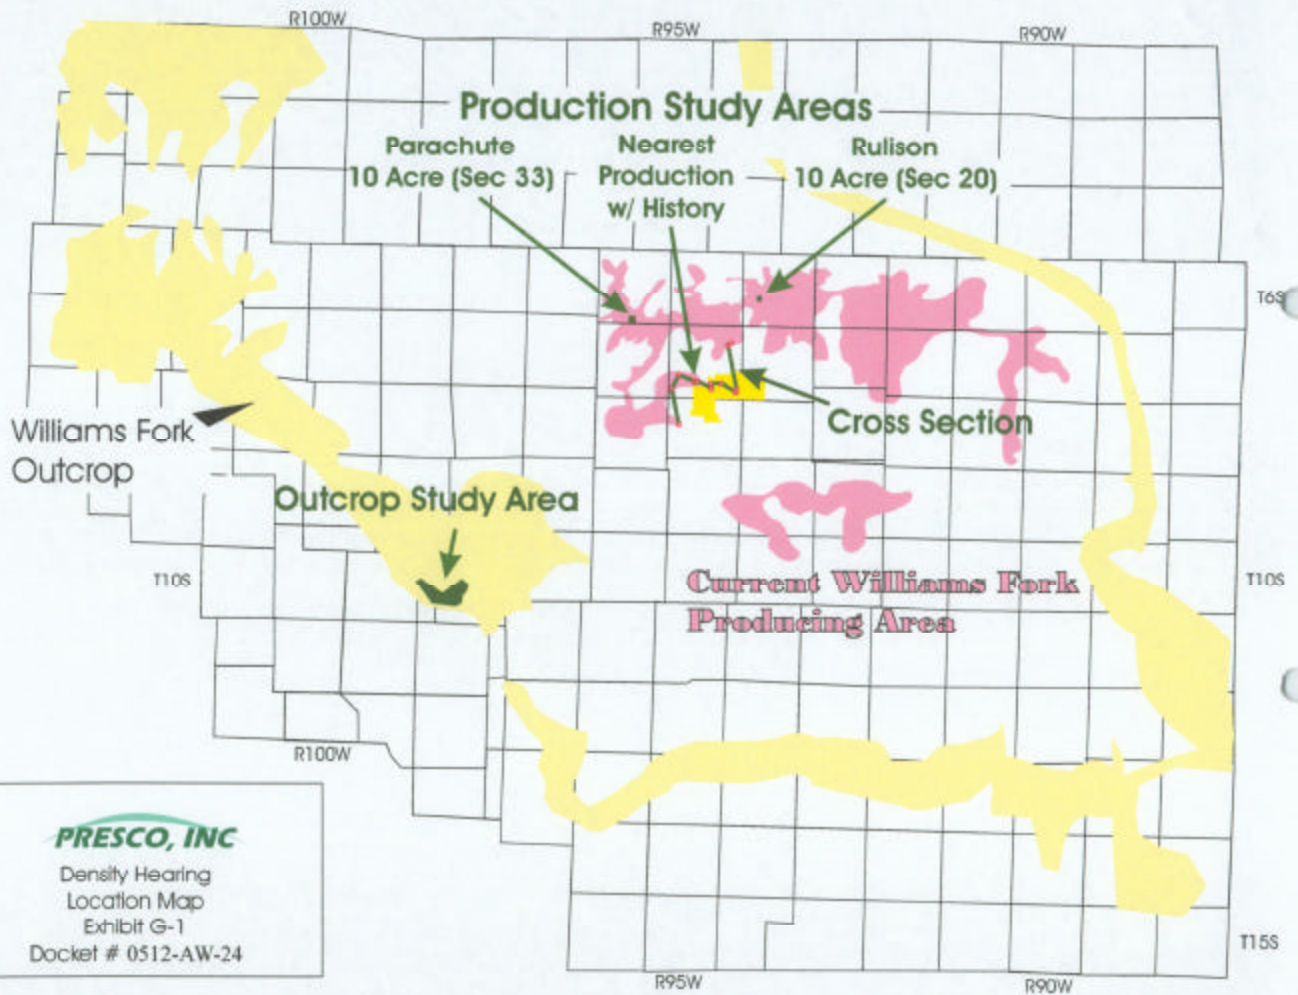 R100W
R95W
R90W
Production Study Areas
Parachute
10 Acre (Sec 33)
Nearest
Production
w/ History
Rulison
10 Acre (Sec 20)
T6S
Cross Section
Williams Fork
Outcrop
Outcrop Study Area
T10S
Current Williams Fork
Producing Area
T10S
R100W
PRESCO, INC
Density Hearing
Location Map
Exhibit G-1
Docket # 0512-AW-24
T15S
R95W
R90W